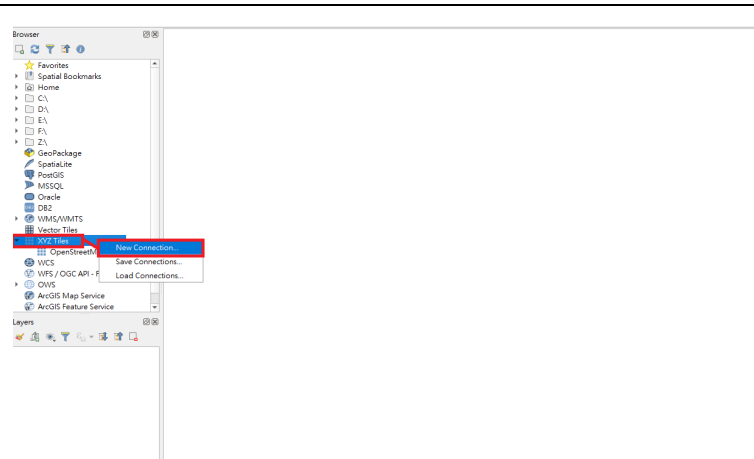 Browser
Favorites
Spatial Bookmarks
Home
C:\
D:\
E:\
F:\
Z:\
GeoPackage
SpatiaLite
PostGIS
MSSQL
Oracle
DB2
WMS/WMTS
Vector Tiles
XYZ Tiles
New Connection...
OpenStreetM
Save Connections...
WCS
WFS / OGC API - F
Load Connections...
OWS
ArcGIS Map Service
ArcGIS Feature Service
Layers